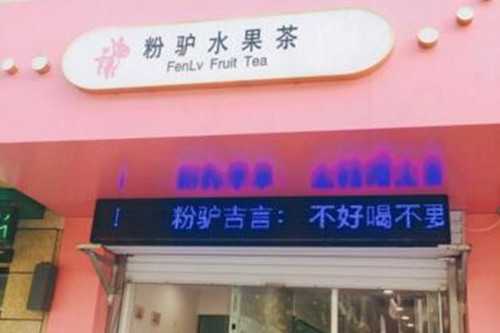 粉驴水果茶
FenLv Fruit Tea
! 粉驴吉言：不好喝不要